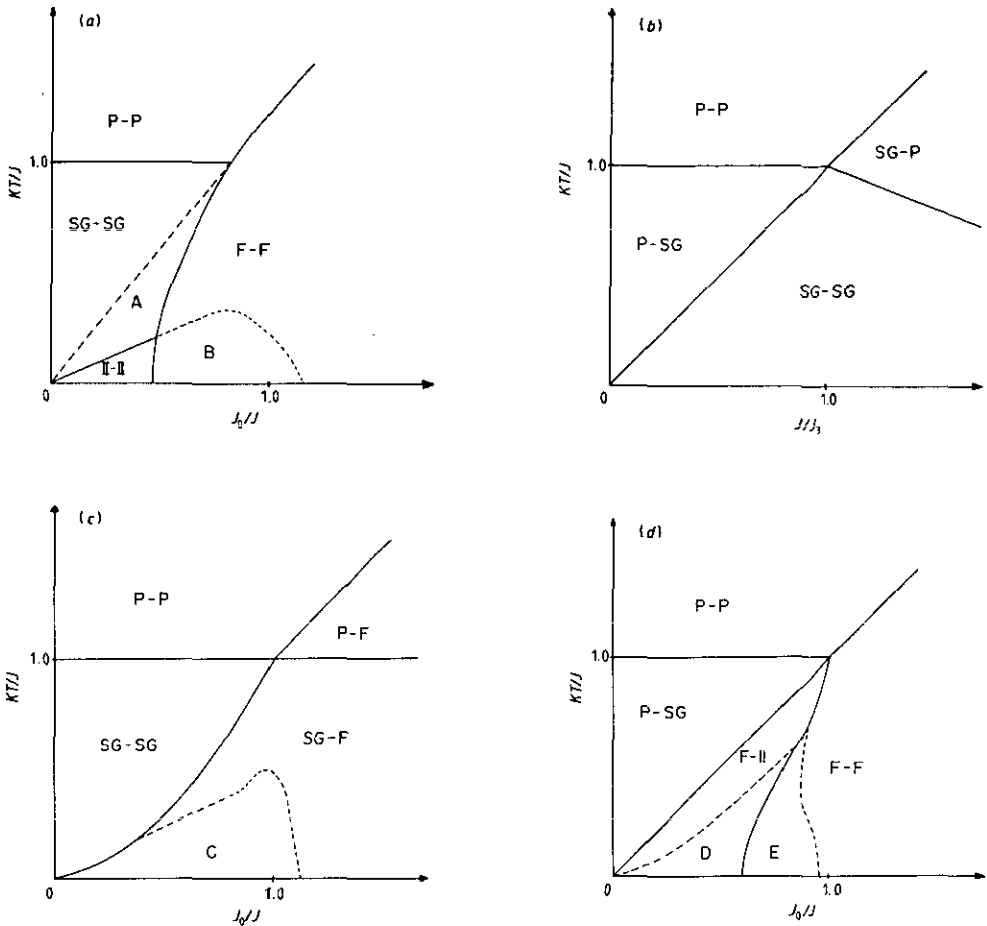 (a)
P-P
1.0
KT/J
SG-SG
F-F
A
B
II-II
0
1.0
J₀/J
(b)
P-P
SG-P
1.0
KT/J
P-SG
SG-SG
0
1.0
(c)
P-P
P-F
1.0
KT/J
SG-SG
SG-F
C
0
1.0
J₀/J
(d)
P-P
1.0
KT/J
P-SG
F-II
F-F
D
E
0
1.0
J₀/J